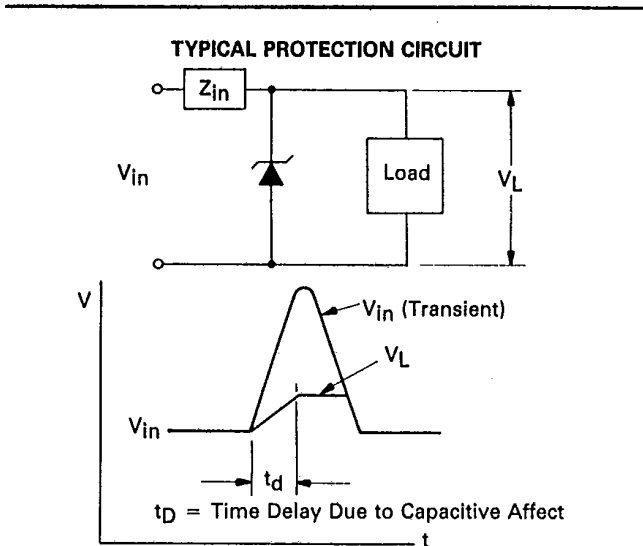 TYPICAL PROTECTION CIRCUIT
Zin
Vin
Load
VL
V
Vin (Transient)
VL
Vin
td
tD = Time Delay Due to Capacitive Affect
t